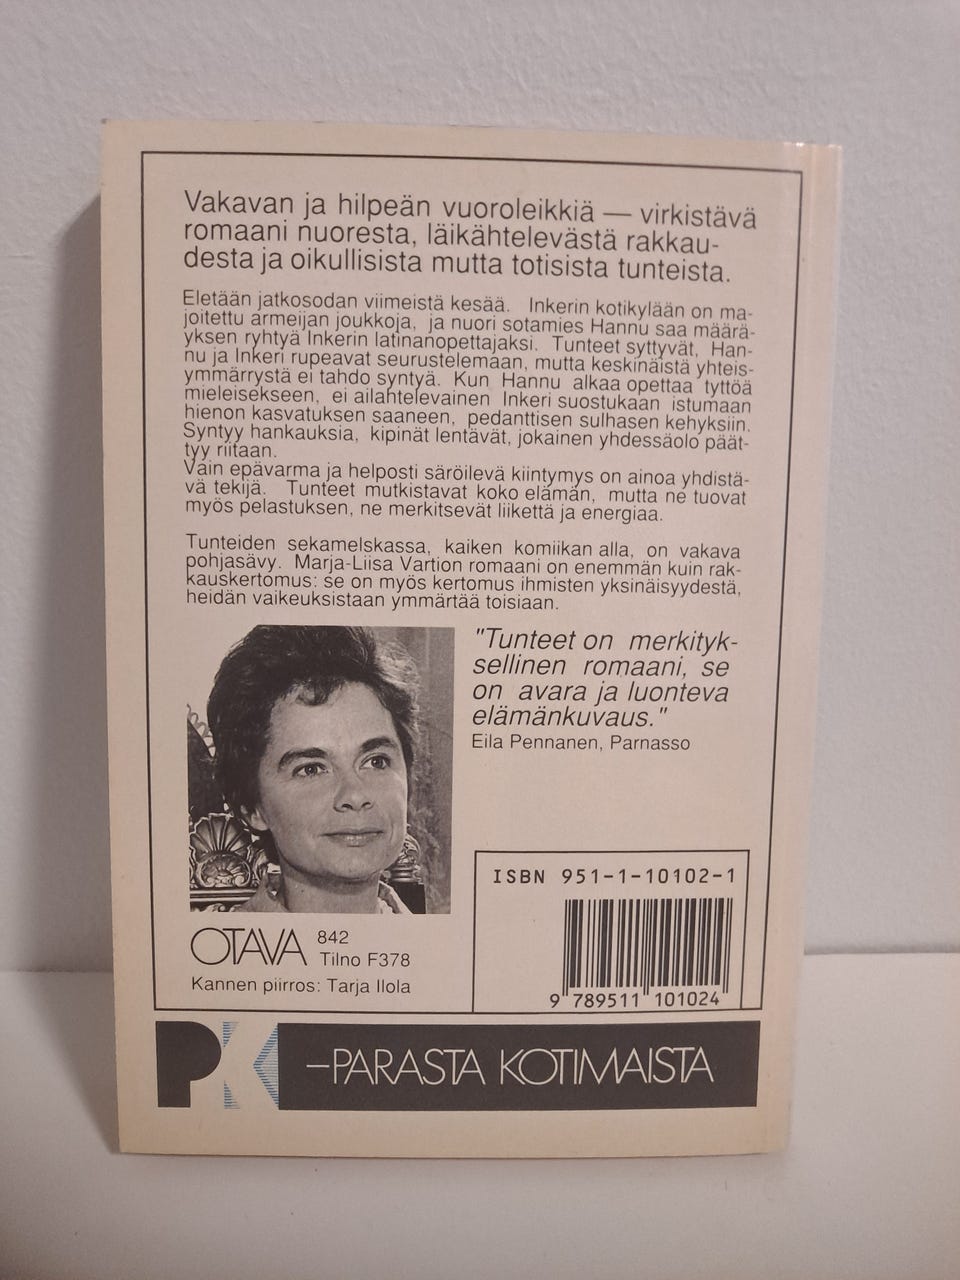 Vakavan ja hilpeän vuoroleikkiä — virkistävä
romaani nuoresta, läikähtelevästä rakkau-
desta ja oikullisista mutta totisista tunteista.
Eletään jatkosodan viimeistä kesää. Inkerin kotikylään on ma-
joitettu armeijan joukkoja, ja nuori sotamies Hannu saa määrä-
yksen ryhtyä Inkerin latinanopettajaksi. Tunteet syttyvät, Han-
nu ja Inkeri rupeavat seurustelemaan, mutta keskinäistä yhteis-
ymmärrystä ei tahdo syntyä. Kun Hannu alkaa opettaa tyttöä
mieleisekseen, ei ailahtelevainen Inkeri suostukaan istumaan
hienon kasvatuksen saaneen, pedanttisen sulhasen kehyksiin.
Syntyy hankauksia, kipinät lentävät, jokainen yhdessäolo päät-
tyy riitaan.
Vain epävarma ja helposti säröilevä kiintymys on ainoa yhdistä-
vä tekijä. Tunteet mutkistavat koko elämän, mutta ne tuovat
myös pelastuksen, ne merkitsevät liikettä ja energiaa.
Tunteiden sekamelskassa, kaiken komiikan alla, on vakava
pohjasävy. Marja-Liisa Vartion romaani on enemmän kuin rak-
kauskertomus: se on myös kertomus ihmisten yksinäisyydestä,
heidän vaikeuksistaan ymmärtää toisiaan.
"Tunteet on merkityk-
sellinen romaani, se
on avara ja luonteva
elämänkuvaus."
Eila Pennanen, Parnasso
ISBN 951-1-10102-1
9 789511 101024
OTAVA 842
Tilno F378
Kannen piirros: Tarja Ilola
PK –PARASTA KOTIMAISTA